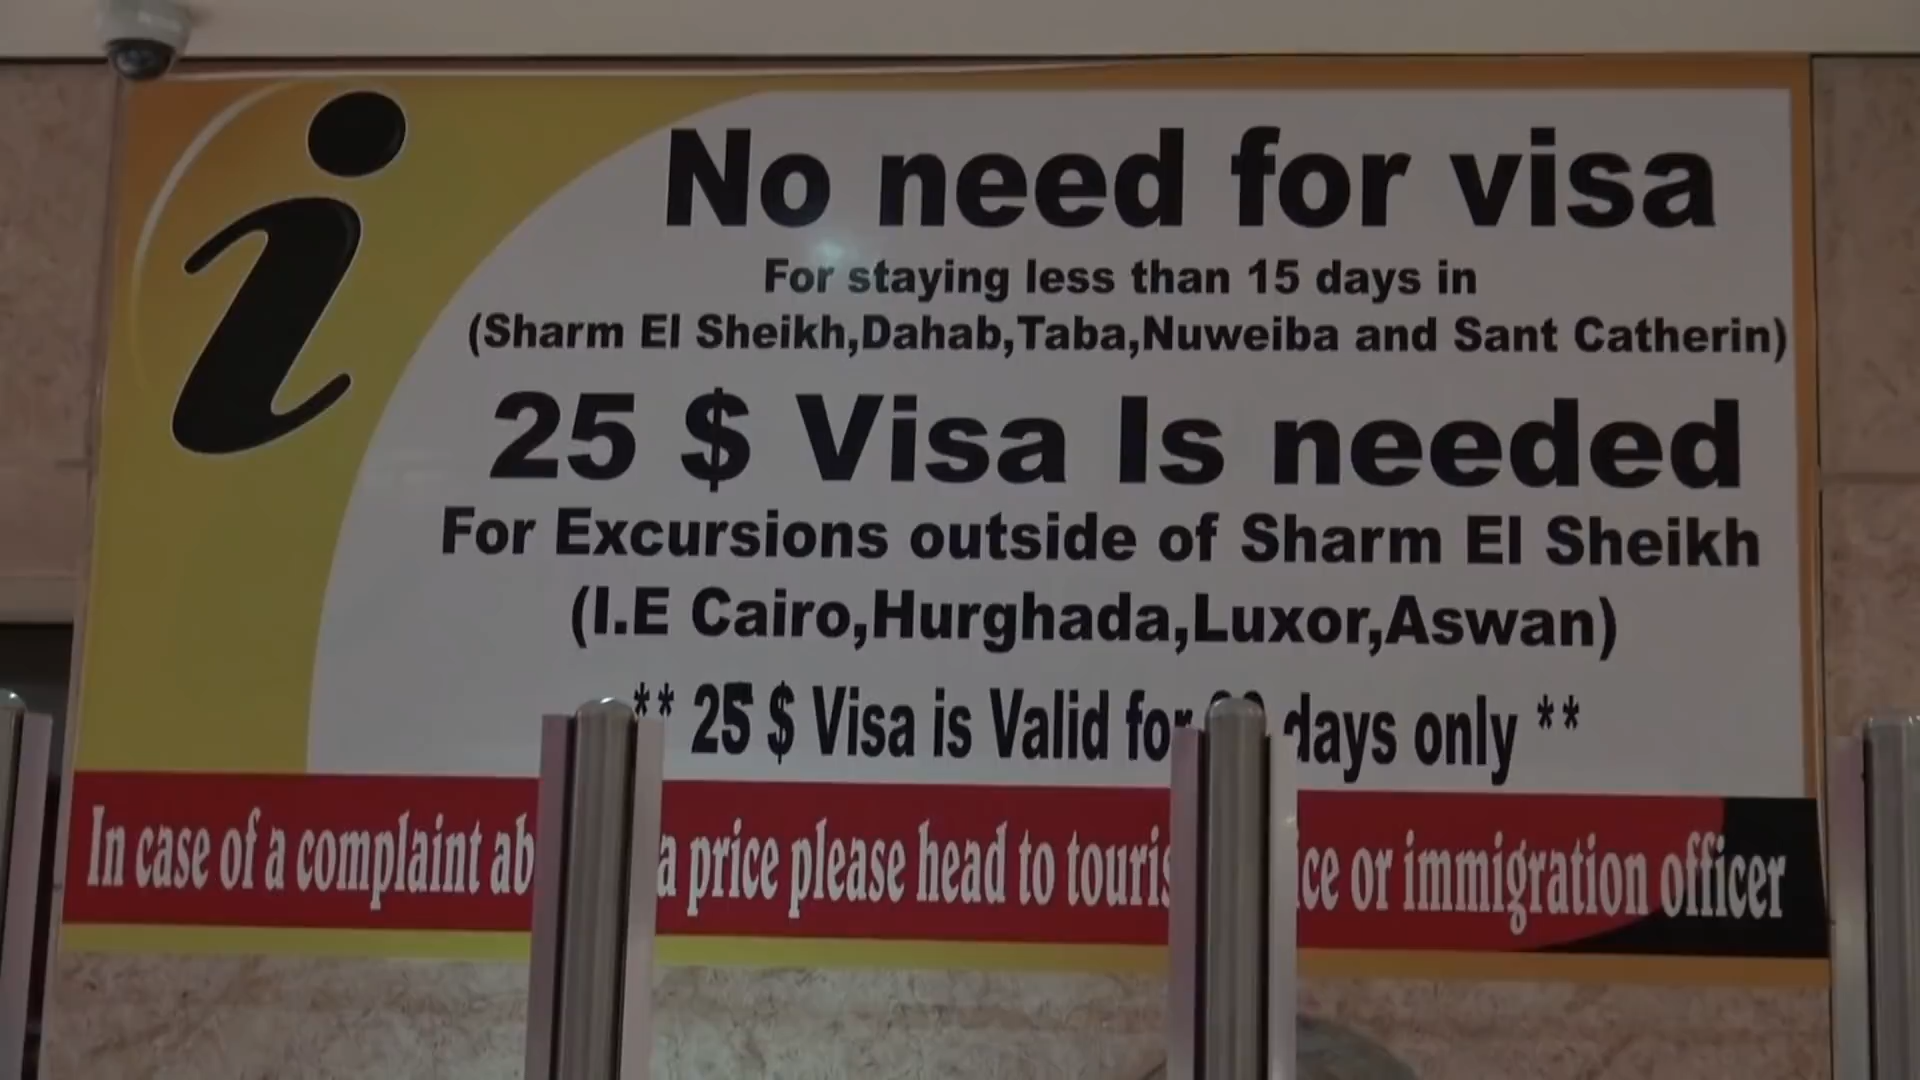 No need for visa
For staying less than 15 days in
(Sharm El Sheikh,Dahab,Taba,Nuweiba and Sant Catherin)
25 $ Visa Is needed
For Excursions outside of Sharm El Sheikh
(I.E Cairo,Hurghada,Luxor,Aswan)
** 25 $ Visa is Valid for days only **
In case of a complaint a price please head to or immigration officer